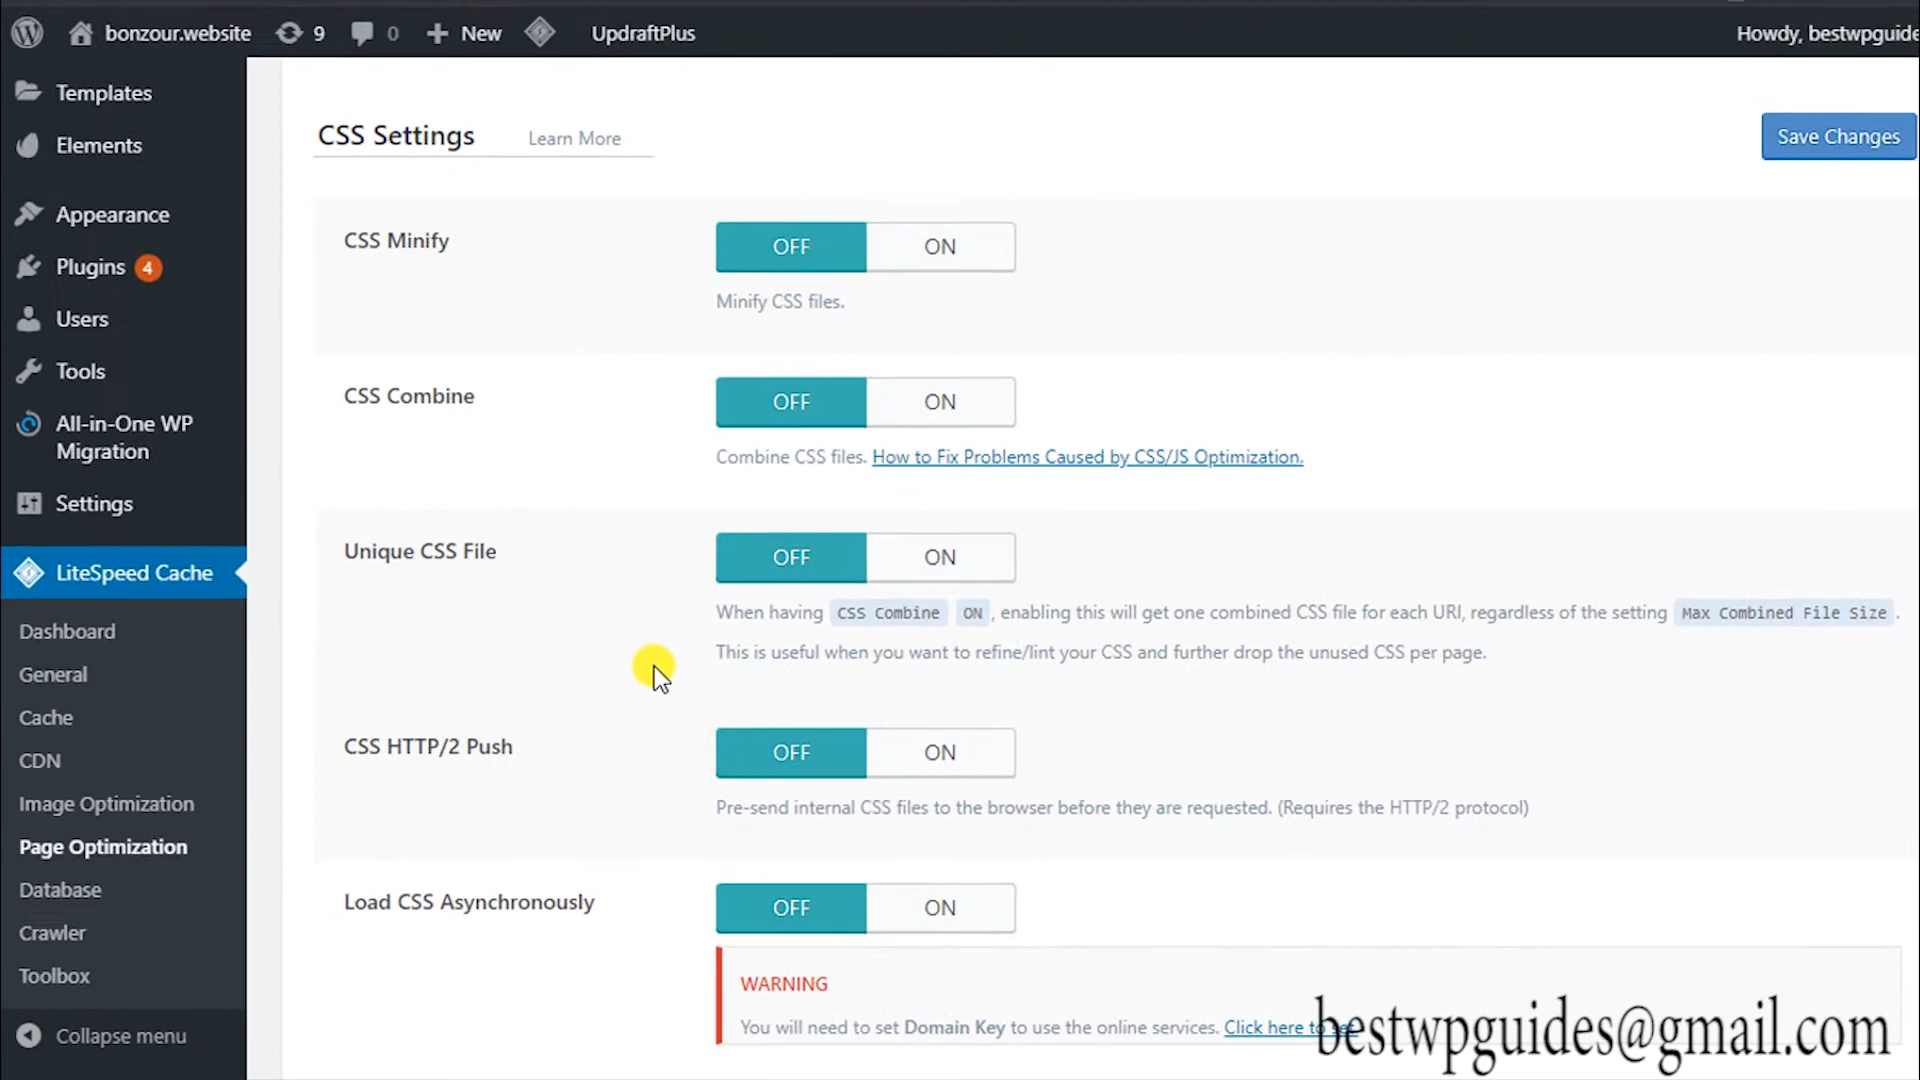 bonzour.website 9 0 New UpdraftPlus Howdy, bestwpguide
Templates
Elements
Appearance
Plugins 4
Users
Tools
All-in-One WP
Migration
Settings
LiteSpeed Cache
Dashboard
General
Cache
CDN
Image Optimization
Page Optimization
Database
Crawler
Toolbox
Collapse menu
CSS Settings Learn More
Save Changes
CSS Minify OFF ON
Minify CSS files.
CSS Combine OFF ON
Combine CSS files. How to Fix Problems Caused by CSS/JS Optimization.
Unique CSS File OFF ON
When having CSS Combine ON , enabling this will get one combined CSS file for each URI, regardless of the setting Max Combined File Size .
This is useful when you want to refine/lint your CSS and further drop the unused CSS per page.
CSS HTTP/2 Push OFF ON
Pre-send internal CSS files to the browser before they are requested. (Requires the HTTP/2 protocol)
Load CSS Asynchronously OFF ON
WARNING
You will need to set Domain Key to use the online services. Click here to
bestwpguides@gmail.com